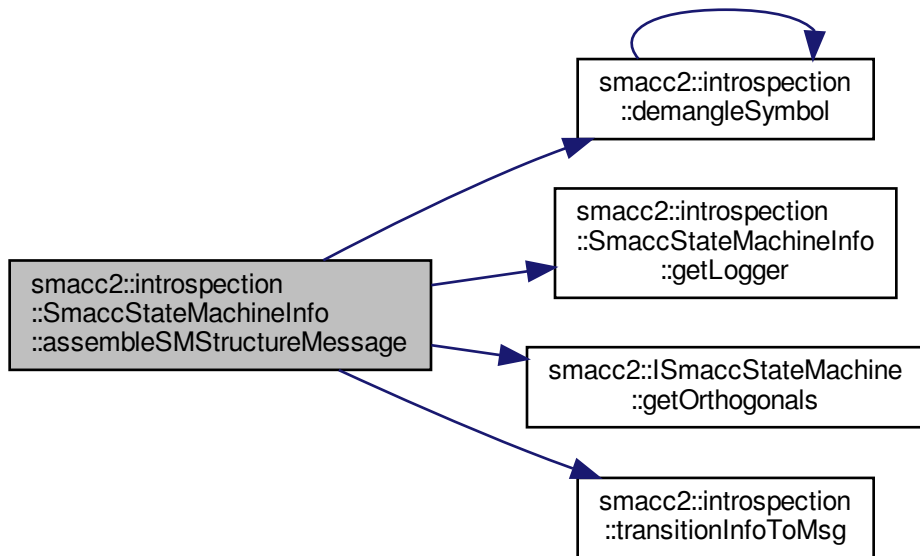 smacc2::introspection
::SmaccStateMachineInfo
::assembleSMStructureMessage
smacc2::introspection
::demangleSymbol
smacc2::introspection
::SmaccStateMachineInfo
::getLogger
smacc2::ISmaccStateMachine
::getOrthogonals
smacc2::introspection
::transitionInfoToMsg